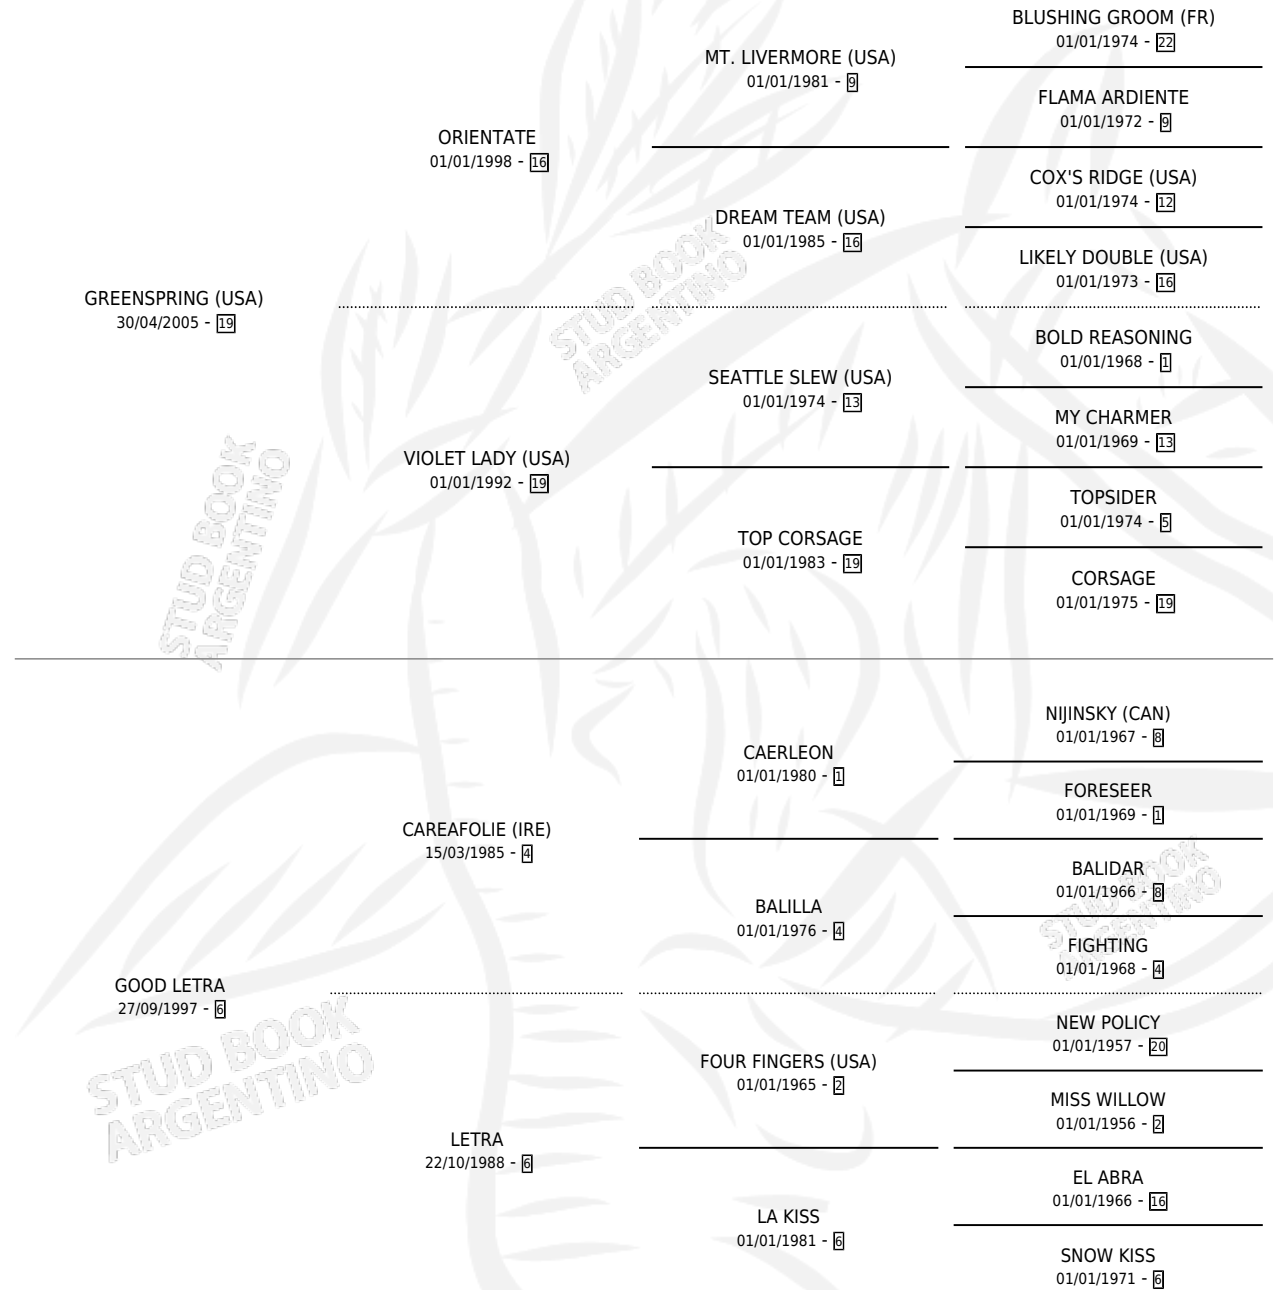 BLUSHING GROOM (FR)
01/01/1974 - 22
MT. LIVERMORE (USA)
01/01/1981 - 9
FLAMA ARDIENTE
01/01/1972 - 9
ORIENTATE
01/01/1998 - 16
COX'S RIDGE (USA)
01/01/1974 - 12
DREAM TEAM (USA)
01/01/1985 - 16
LIKELY DOUBLE (USA)
01/01/1973 - 16
GREENSPRING (USA)
30/04/2005 - 19
STUD BOOK
ARGENTINO
BOLD REASONING
01/01/1968 - 1
SEATTLE SLEW (USA)
01/01/1974 - 13
MY CHARMER
01/01/1969 - 13
VIOLET LADY (USA)
01/01/1992 - 19
TOPSIDER
01/01/1974 - 5
TOP CORSAGE
01/01/1983 - 19
CORSAGE
01/01/1975 - 19
STUD BOOK
ARGENTINO
NIJINSKY (CAN)
01/01/1967 - 8
CAERLEON
01/01/1980 - 1
FORESEER
01/01/1969 - 1
CAREAFOLIE (IRE)
15/03/1985 - 4
BALIDAR
01/01/1966 - 8
BALILLA
01/01/1976 - 4
FIGHTING
01/01/1968 - 4
STUD BOOK
ARGENTINO
GOOD LETRA
27/09/1997 - 6
STUD BOOK
ARGENTINO
NEW POLICY
01/01/1957 - 20
FOUR FINGERS (USA)
01/01/1965 - 2
MISS WILLOW
01/01/1956 - 2
LETRA
22/10/1988 - 6
EL ABRA
01/01/1966 - 16
LA KISS
01/01/1981 - 6
SNOW KISS
01/01/1971 - 6